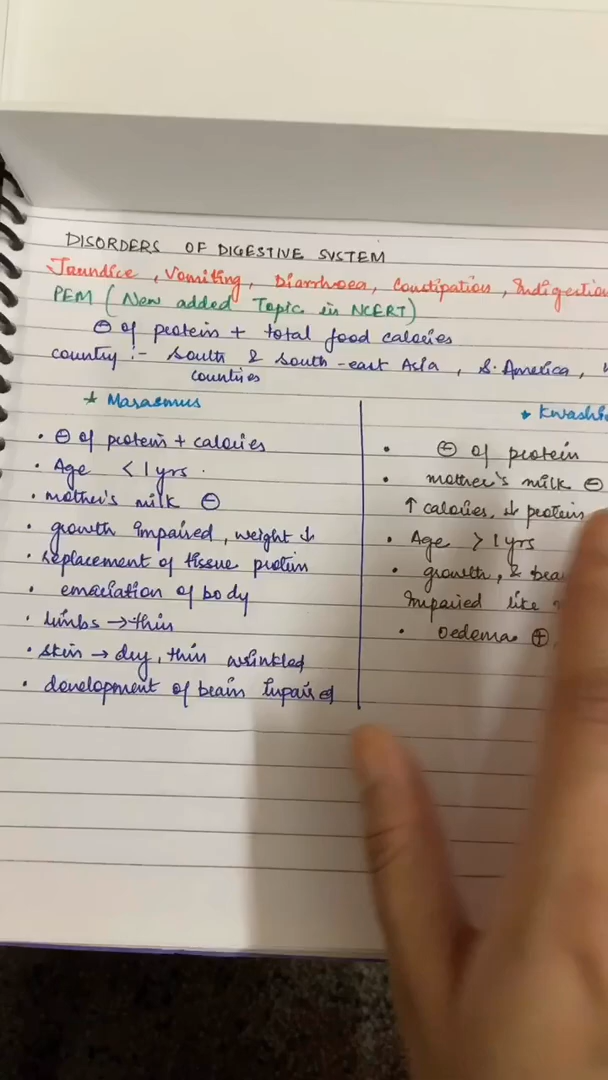 DISORDERS OF DIGESTIVE SYSTEM
Jaundice, Vomiting, Diarrhoea, Constipation, Indigestion
PEM (New added Topic in NCERT)
⊖ of protein + total food calories
country :- South & South-east Asia, S. America,
countries
* Marasmus
• ⊖ of protein + calories
• Age < 1 yrs.
• mother's milk ⊖
• growth impaired, weight ↓
• replacement of tissue protein
• emaciation of body
• limbs → thin
• skin → dry, thin wrinkled
• development of brain Impaired
* Kwashi
• ⊖ of protein
• mother's milk ⊖
↑ calories, ↓ protein
• Age > 1 yrs
• growth, &
Impaired like
• oedema ⊕